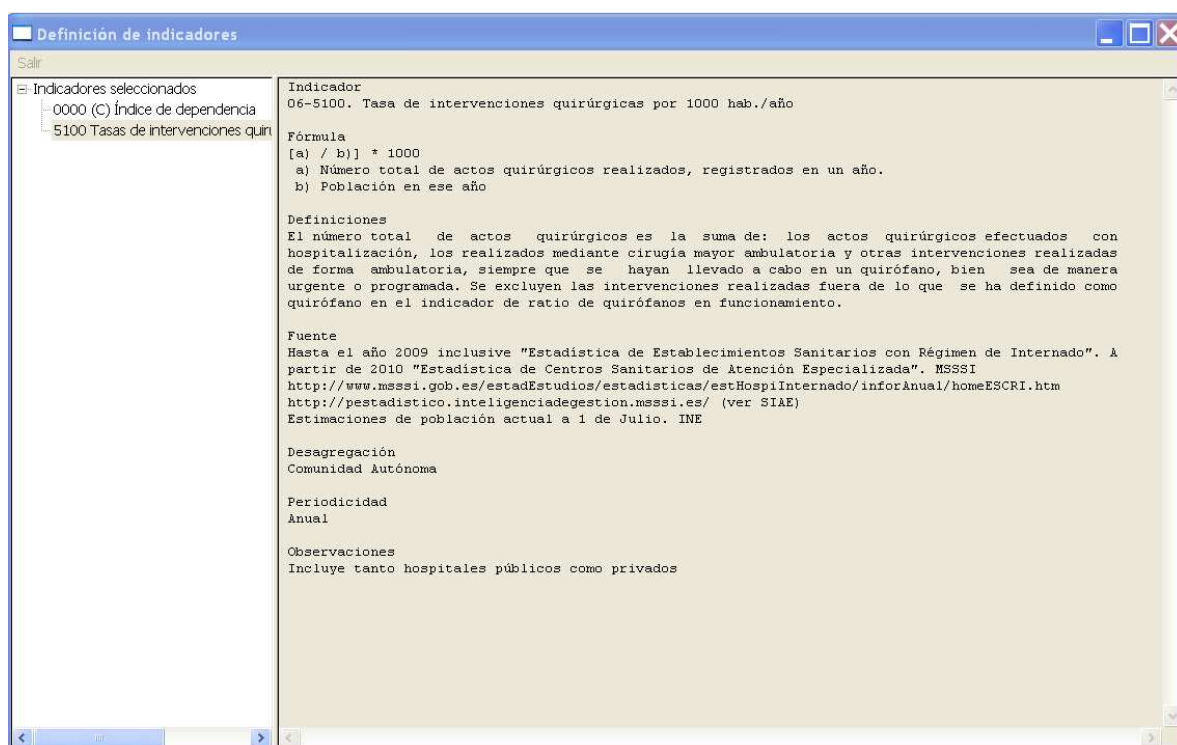 Definición de indicadores
Salir
Indicadores seleccionados
0000 (C) Índice de dependencia
5100 Tasas de intervenciones
Indicador
06-5100. Tasa de intervenciones quirúrgicas por 1000 hab./año
Fórmula
[a) / b)] * 1000
a) Número total de actos quirúrgicos realizados, registrados en un año.
b) Población en ese año
Definiciones
El número total de actos quirúrgicos es la suma de: los actos quirúrgicos efectuados con
hospitalización, los realizados mediante cirugía mayor ambulatoria y otras intervenciones realizadas
de forma ambulatoria, siempre que se hayan llevado a cabo en un quirófano, bien sea de manera
urgente o programada. Se excluyen las intervenciones realizadas fuera de lo que se ha definido como
quirófano en el indicador de ratio de quirófanos en funcionamiento.
Fuente
Hasta el año 2009 inclusive "Estadística de Establecimientos Sanitarios con Régimen de Internado". A
partir de 2010 "Estadística de Centros Sanitarios de Atención Especializada". MSSSI
http://www.msssi.gob.es/estadEstudios/estadisticas/estHospiInternado/inforAnual/homeESCRI.htm
http://pestadistico.inteligenciadegestion.msssi.es/ (ver SIAE)
Estimaciones de población actual a 1 de Julio. INE
Desagregación
Comunidad Autónoma
Periodicidad
Anual
Observaciones
Incluye tanto hospitales públicos como privados